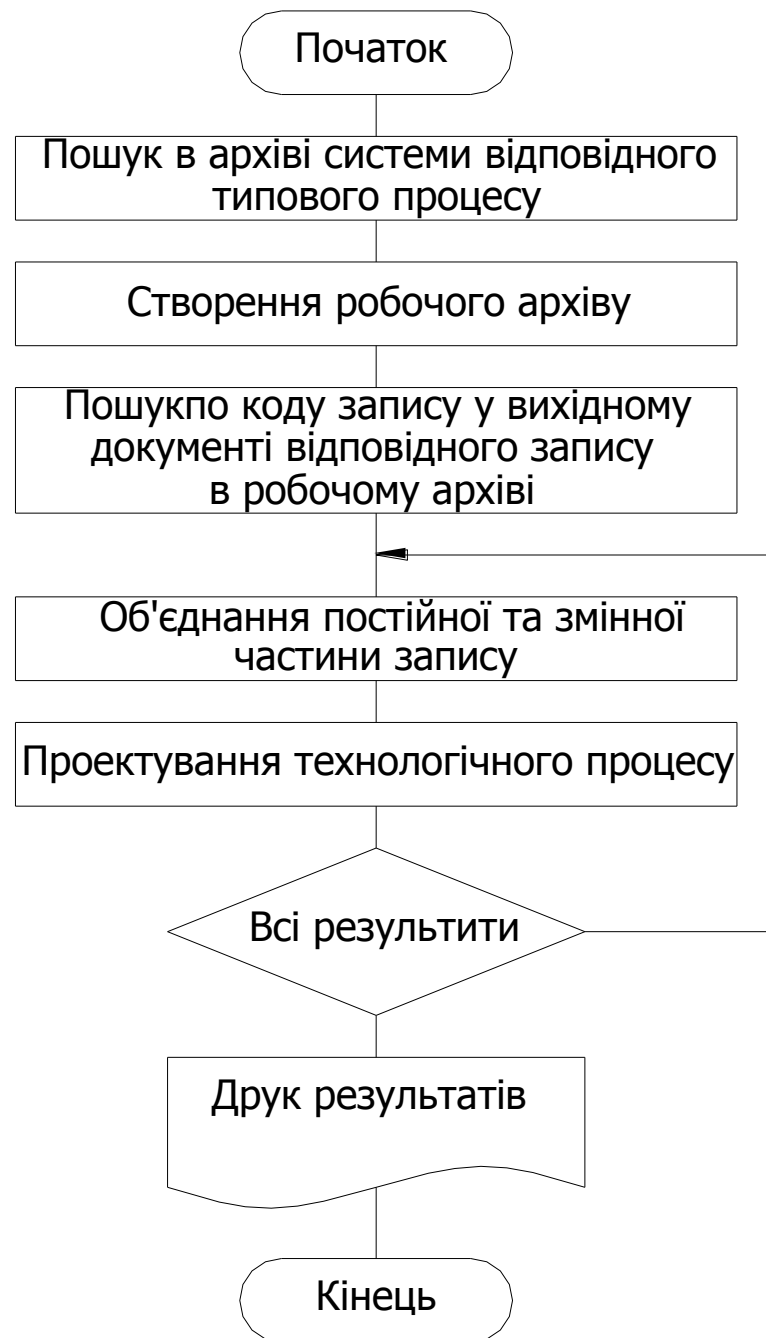 Початок
Пошук в архіві системи відповідного
типового процесу
Створення робочого архіву
Пошукпо коду запису у вихідному
документі відповідного запису
в робочому архіві
Об'єднання постійної та змінної
частини запису
Проектування технологічного процесу
Всі результити
Друк результатів
Кінець